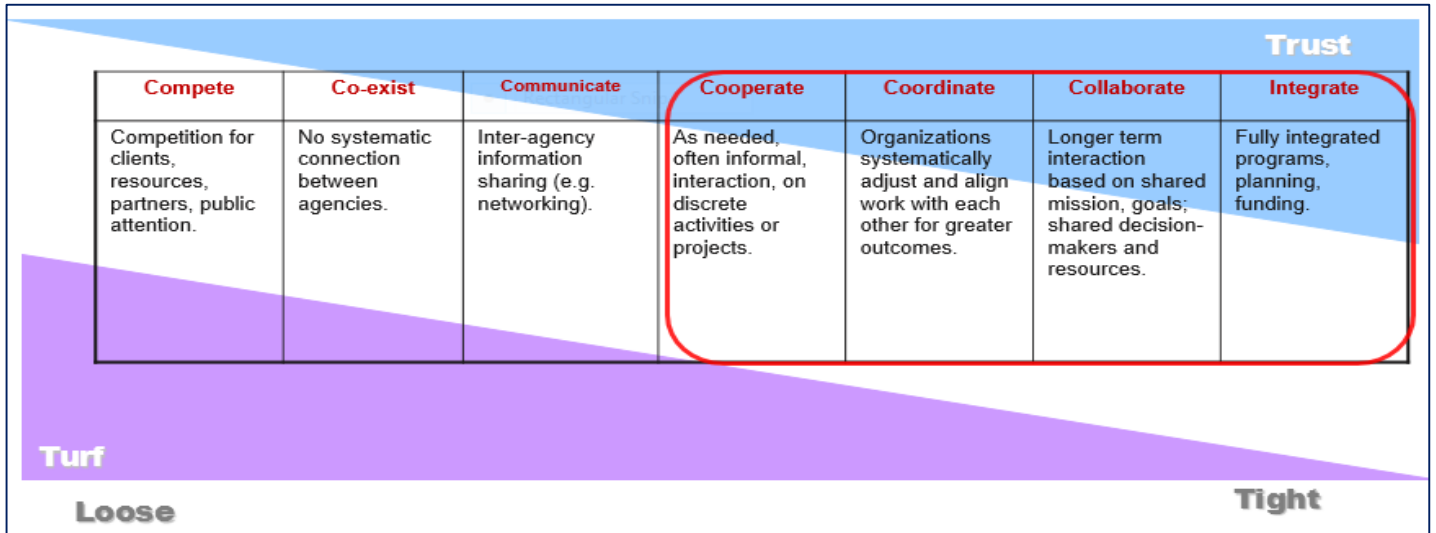 Trust
Compete
Co-exist
Communicate
Cooperate
Coordinate
Collaborate
Integrate
Competition for
clients,
resources,
partners, public
attention.
No systematic
connection
between
agencies.
Inter-agency
information
sharing (e.g.
networking).
As needed,
often informal,
interaction, on
discrete
activities or
projects.
Organizations
systematically
adjust and align
work with each
other for greater
outcomes.
Longer term
interaction
based on shared
mission, goals;
shared decision-
makers and
resources.
Fully integrated
programs,
planning,
funding.
Turf
Loose
Tight